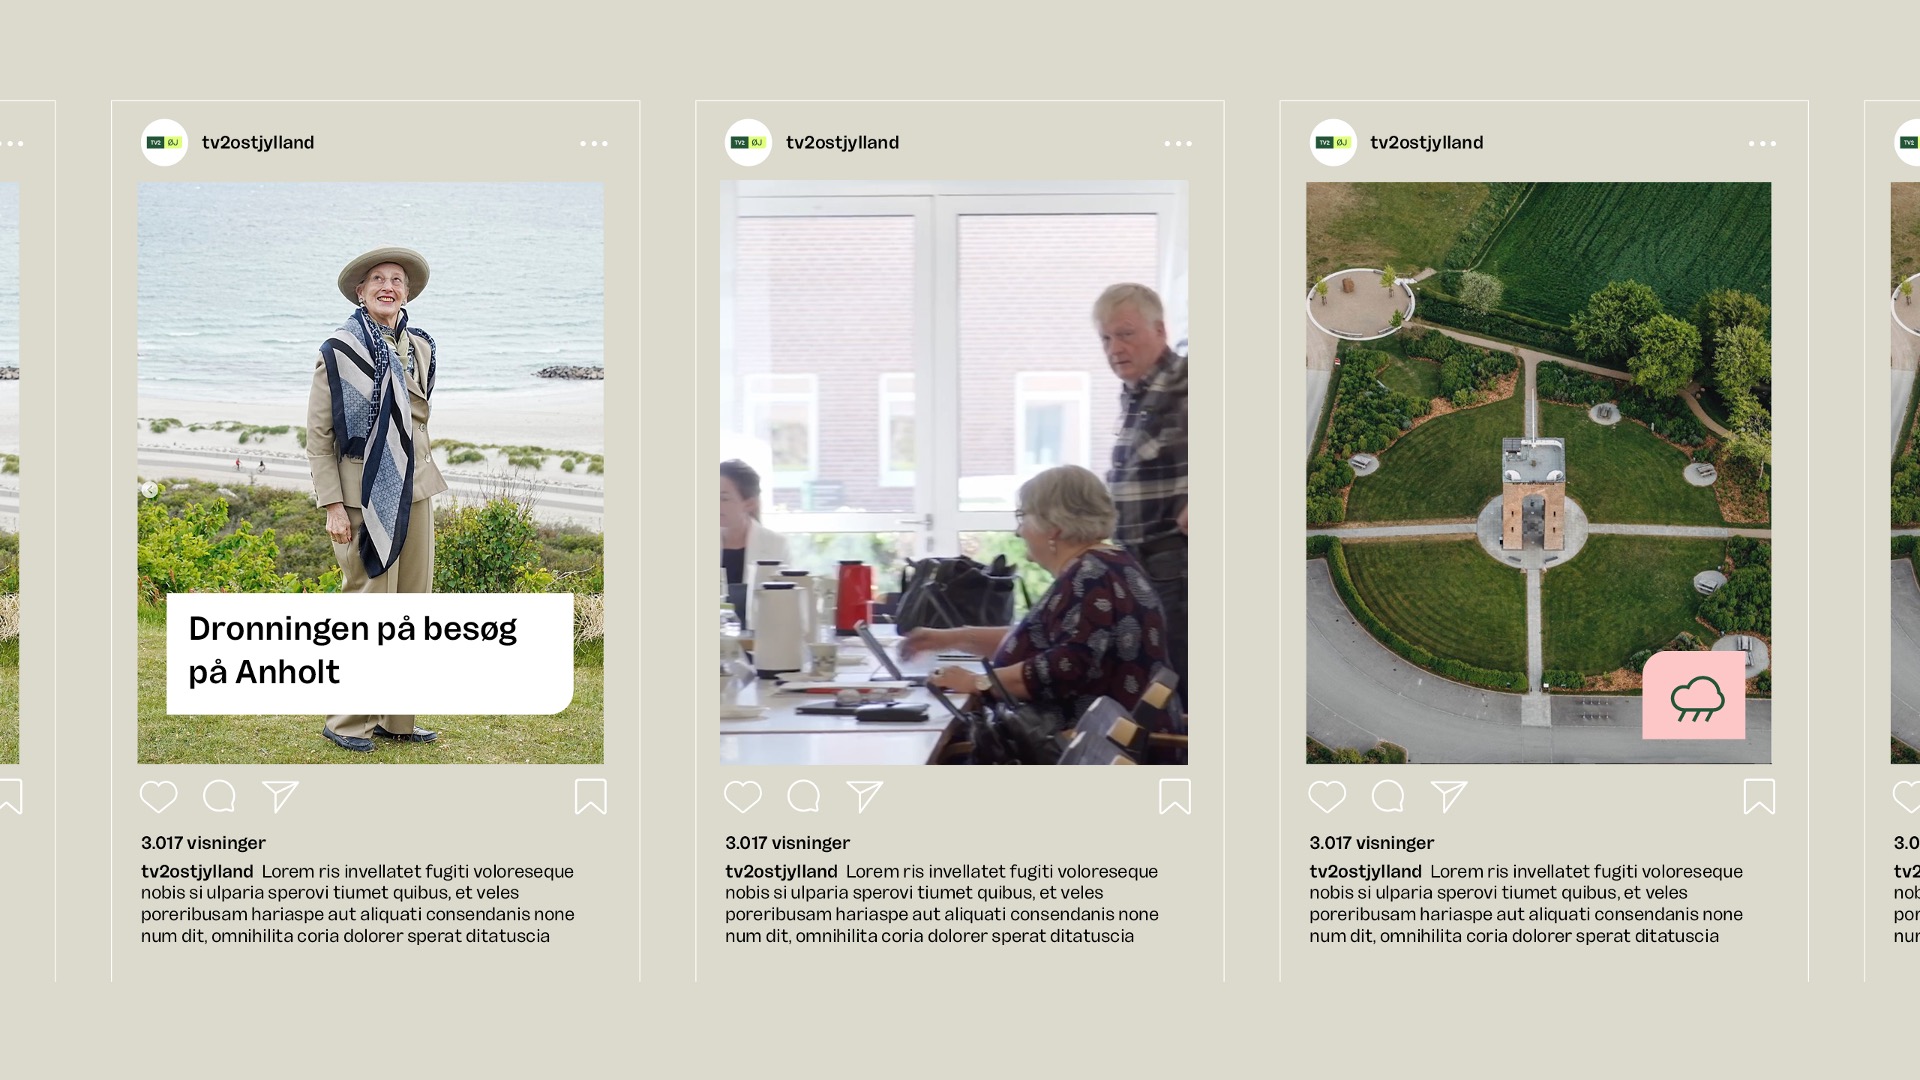 TV2 ØJ
tv2ostjylland
Dronningen på besøg
på Anholt
3.017 visninger
tv2ostjylland Lorem ris invellatet fugiti voloreseque
nobis si ulparia sperovi tiumet quibus, et veles
poreribusam hariaspe aut aliquati consendanis none
num dit, omnihilita coria dolorer sperat ditatuscia
TV2 ØJ
tv2ostjylland
3.017 visninger
tv2ostjylland Lorem ris invellatet fugiti voloreseque
nobis si ulparia sperovi tiumet quibus, et veles
poreribusam hariaspe aut aliquati consendanis none
num dit, omnihilita coria dolorer sperat ditatuscia
TV2 ØJ
tv2ostjylland
3.017 visninger
tv2ostjylland Lorem ris invellatet fugiti voloreseque
nobis si ulparia sperovi tiumet quibus, et veles
poreribusam hariaspe aut aliquati consendanis none
num dit, omnihilita coria dolorer sperat ditatuscia
TV2
3.0
tv2
nob
por
nur